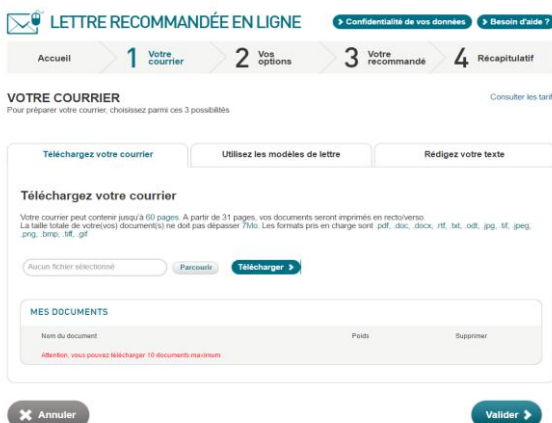 LETTRE RECOMMANDÉE EN LIGNE
Confidentialité de vos données
Besoin d'aide ?
Accueil
1 Votre courrier
2 Vos options
3 Votre recommandé
4 Récapitulatif
VOTRE COURRIER
Consulter les tarif
Pour préparer votre courrier, choisissez parmi ces 3 possibilités
Téléchargez votre courrier
Utilisez les modèles de lettre
Rédigez votre texte
Téléchargez votre courrier
Votre courrier peut contenir jusqu'à 60 pages. A partir de 31 pages, vos documents seront imprimés en recto/verso.
La taille totale de votre(vos) document(s) ne doit pas dépasser 7Mo. Les formats pris en charge sont .pdf, .doc, .docx, .rtf, .txt, .odt, .jpg, .tif, .jpeg,
.png, .bmp, .tiff, .gif
Aucun fichier sélectionné
Parcourir
Télécharger
MES DOCUMENTS
Nom du document
Poids
Supprimer
Attention, vous pouvez télécharger 10 documents maximum
Annuler
Valider